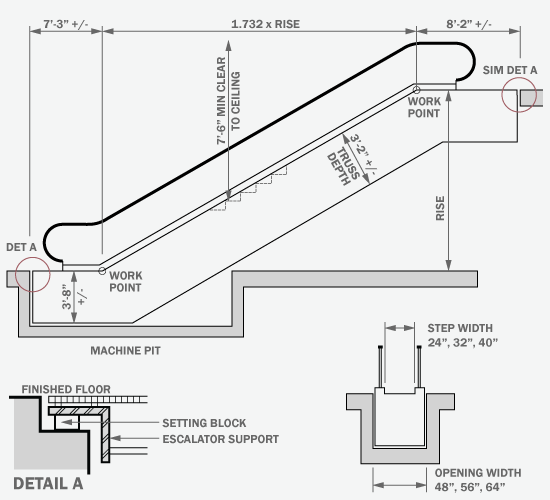 7'-3" +/-
1.732 x RISE
8'-2" +/-
7'-6" MIN CLEAR
TO CEILING
SIM DET A
WORK
POINT
3'-2" +/-
TRUSS
DEPTH
RISE
DET A
WORK
POINT
3'-8"
+/-
MACHINE PIT
STEP WIDTH
24", 32", 40"
FINISHED FLOOR
SETTING BLOCK
ESCALATOR SUPPORT
DETAIL A
OPENING WIDTH
48", 56", 64"